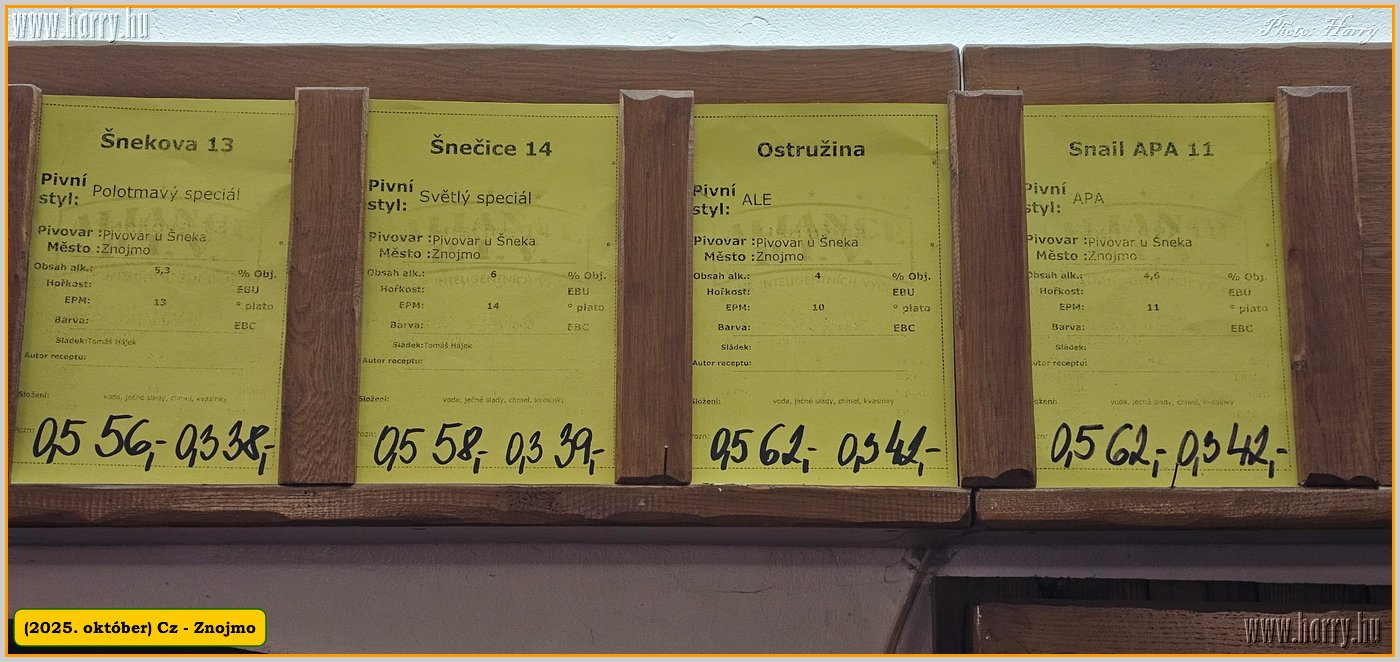 www.harry.hu
Photo: Harry
Šnekova 13
Pivní styl: Polotmavý speciál
Pivovar :Pivovar u Šneka
Město :Znojmo
Obsah alk.: 5,3 % Obj.
Hořkost: EBU
EPM: 13 ° plato
Barva: EBC
Sládek:Tomáš Hájek
Autor receptu:
Složení: voda, ječné slady, chmel, kvasinky
0,5 56,- 0,3 38,-
Šnečice 14
Pivní styl: Světlý speciál
Pivovar :Pivovar u Šneka
Město :Znojmo
Obsah alk.: 6 % Obj.
Hořkost: EBU
EPM: 14 ° plato
Barva: EBC
Sládek:Tomáš Hájek
Autor receptu:
Složení: voda, ječné slady, chmel, kvasinky
0,5 58,- 0,3 39,-
Ostružina
Pivní styl: ALE
Pivovar :Pivovar u Šneka
Město :Znojmo
Obsah alk.: 4 % Obj.
Hořkost: EBU
EPM: 10 ° plato
Barva: EBC
Sládek:
Autor receptu:
Složení: voda, ječné slady, chmel, kvasinky
0,5 62,- 0,3 42,-
Snail APA 11
Pivní styl: APA
Pivovar :Pivovar u Šneka
Město :Znojmo
Obsah alk.: 4,6 % Obj.
Hořkost: EBU
EPM: 11 ° plato
Barva: EBC
Sládek:
Autor receptu:
Složení: voda, ječné slady, chmel, kvasinky
0,5 62,- 0,3 42,-
(2025. október) Cz - Znojmo
www.harry.hu